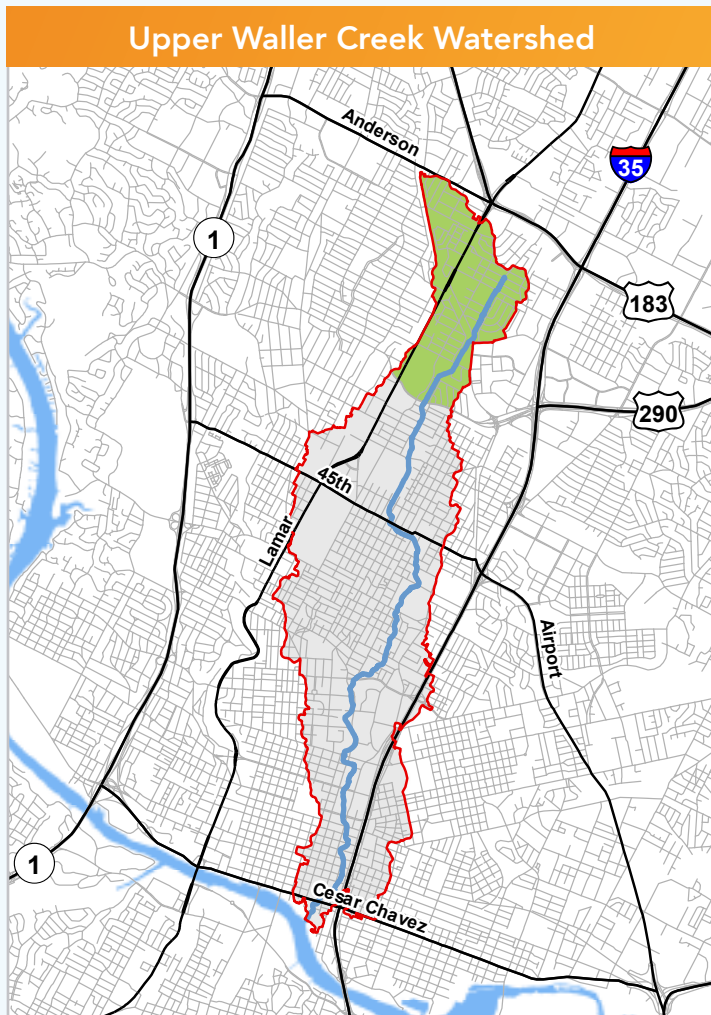 Upper Waller Creek Watershed
Anderson
35
1
183
290
45th
Lamar
Airport
1
Cesar Chavez